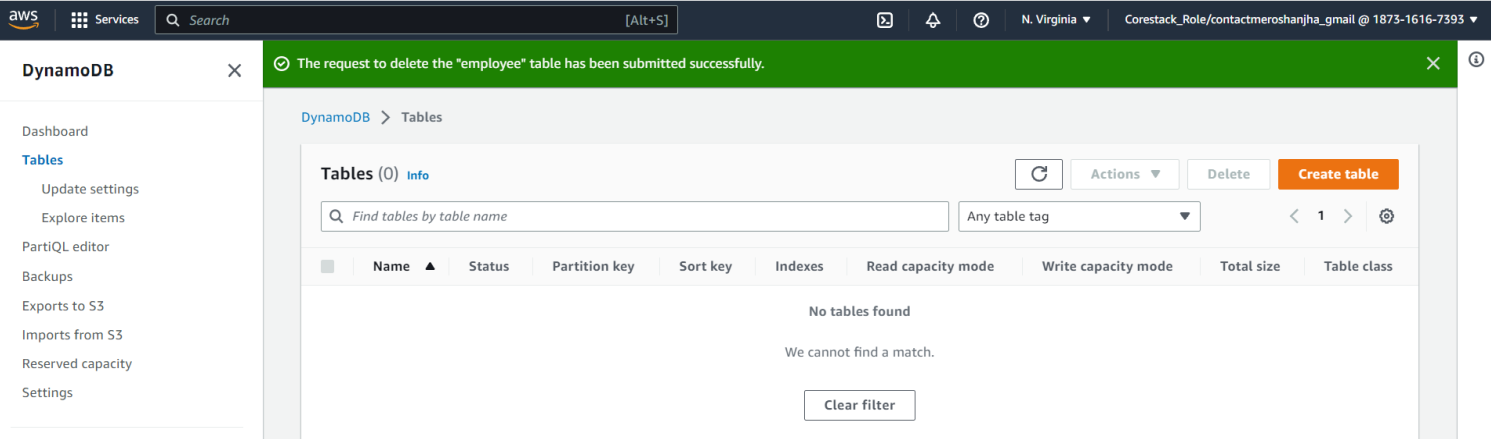 aws Services Search [Alt+S] N. Virginia Corestack_Role/contactmeroshanjha_gmail @ 1873-1616-7393
DynamoDB
The request to delete the "employee" table has been submitted successfully.
Dashboard
Tables
Update settings
Explore items
PartiQL editor
Backups
Exports to S3
Imports from S3
Reserved capacity
Settings
DynamoDB > Tables
Tables (0) Info
Actions Delete Create table
Find tables by table name Any table tag 1
Name Status Partition key Sort key Indexes Read capacity mode Write capacity mode Total size Table class
No tables found
We cannot find a match.
Clear filter